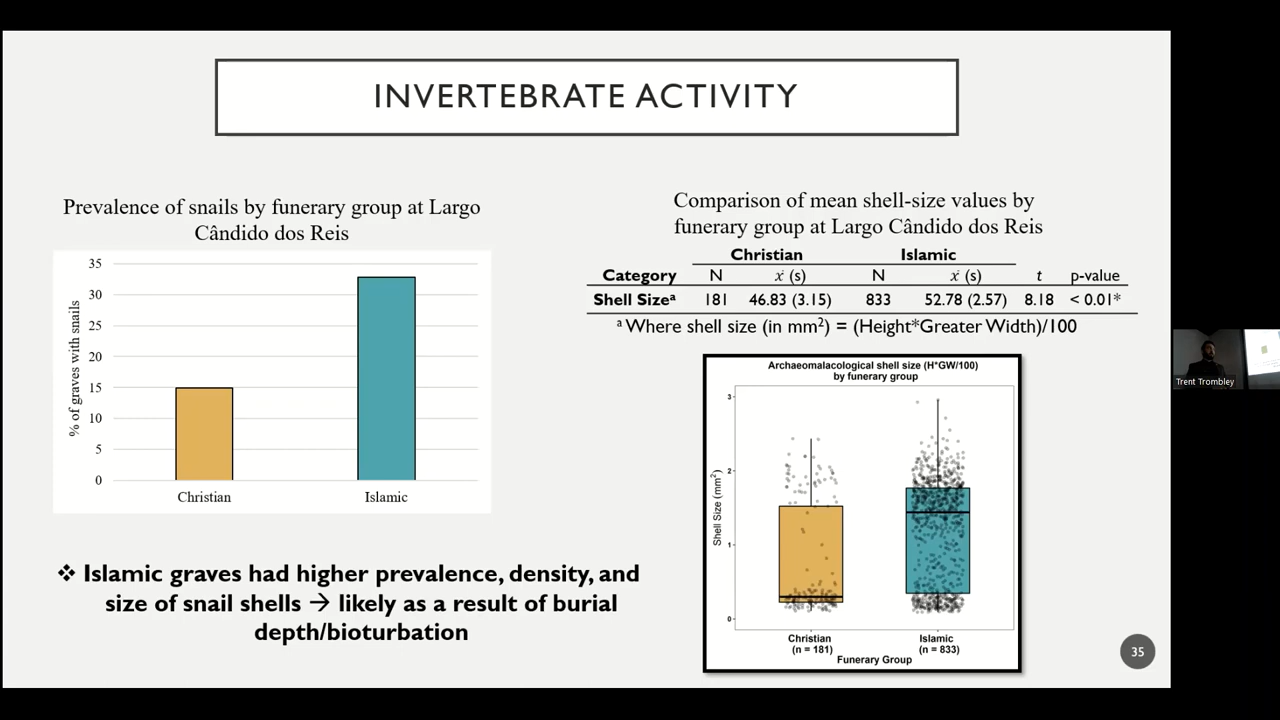 INVERTEBRATE ACTIVITY
Prevalence of snails by funerary group at Largo
Cândido dos Reis
% of graves with snails
35
30
25
20
15
10
5
0
Christian Islamic
❖ Islamic graves had higher prevalence, density, and
size of snail shells → likely as a result of burial
depth/bioturbation
Comparison of mean shell-size values by
funerary group at Largo Cândido dos Reis
Christian Islamic
Category N ẋ (s) N ẋ (s) t p-value
Shell Sizeᵃ 181 46.83 (3.15) 833 52.78 (2.57) 8.18 < 0.01*
ᵃ Where shell size (in mm²) = (Height*Greater Width)/100
Archaeomalacological shell size (H*GW/100)
by funerary group
Shell Size (mm²)
3
2
1
0
Christian Islamic
(n = 181) (n = 833)
Funerary Group
35
Trent Trombley